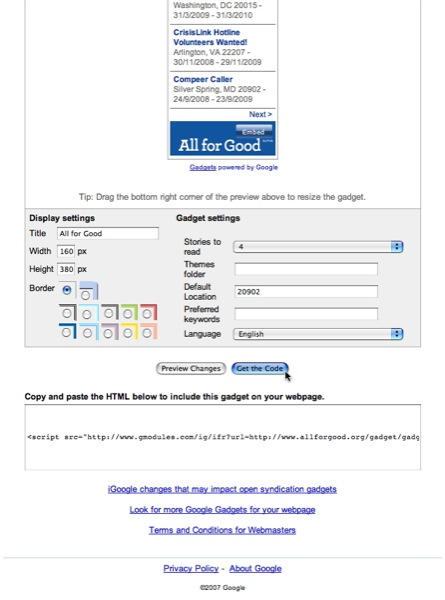 Washington, DC 20015 -
31/3/2009 - 31/3/2010
CrisisLink Hotline
Volunteers Wanted!
Arlington, VA 22207 -
30/11/2008 - 29/11/2009
Compeer Caller
Silver Spring, MD 20902 -
24/9/2008 - 23/9/2009
Next >
Embed
All for Good
Gadgets powered by Google
Tip: Drag the bottom right corner of the preview above to resize the gadget.
Display settings
Title All for Good
Width 160 px
Height 380 px
Border
Gadget settings
Stories to
read 4
Themes
folder
Default
Location 20902
Preferred
keywords
Language English
Preview Changes Get the Code
Copy and paste the HTML below to include this gadget on your webpage.
<script src="http://www.gmodules.com/ig/ifr?url=http://www.allforgood.org/gadget/gadg
iGoogle changes that may impact open syndication gadgets
Look for more Google Gadgets for your webpage
Terms and Conditions for Webmasters
Privacy Policy - About Google
©2007 Google